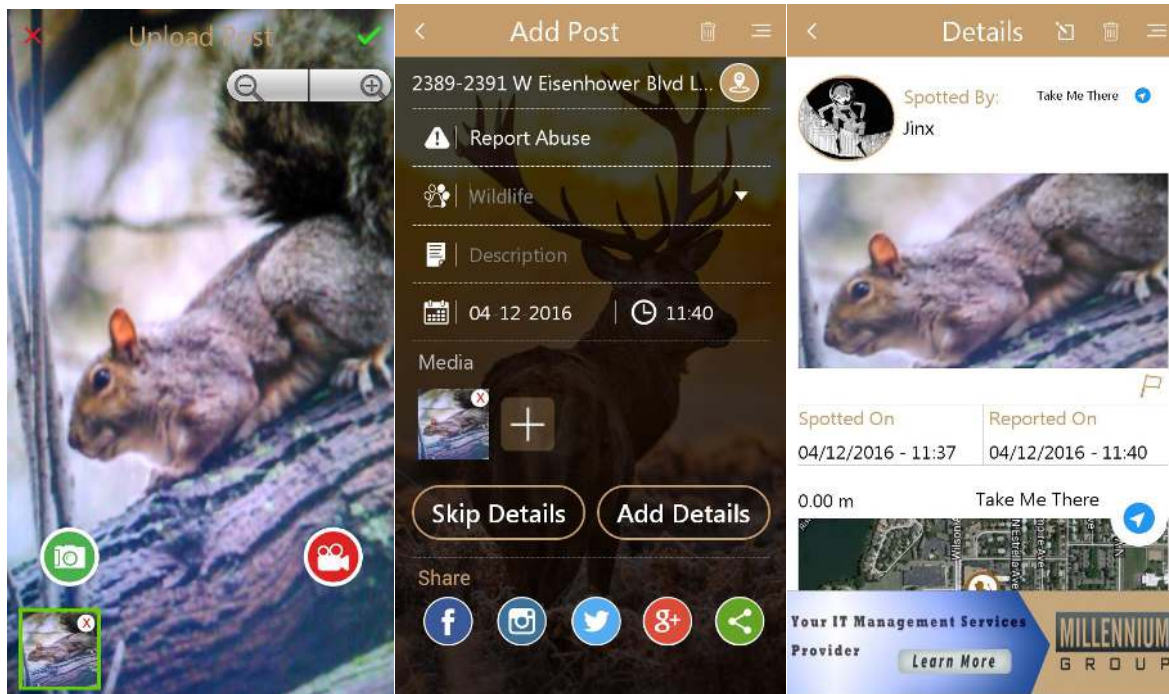 Upload Post
Add Post
2389-2391 W Eisenhower Blvd L...
Report Abuse
Wildlife
Description
04-12-2016
11:40
Media
Skip Details
Add Details
Share
Details
Spotted By:
Take Me There
Jinx
Spotted On
Reported On
04/12/2016 - 11:37
04/12/2016 - 11:40
0.00 m
Take Me There
Wilson
N Estrella Ave
Your IT Management Services
Provider
Learn More
MILLENNIUM
GROUP